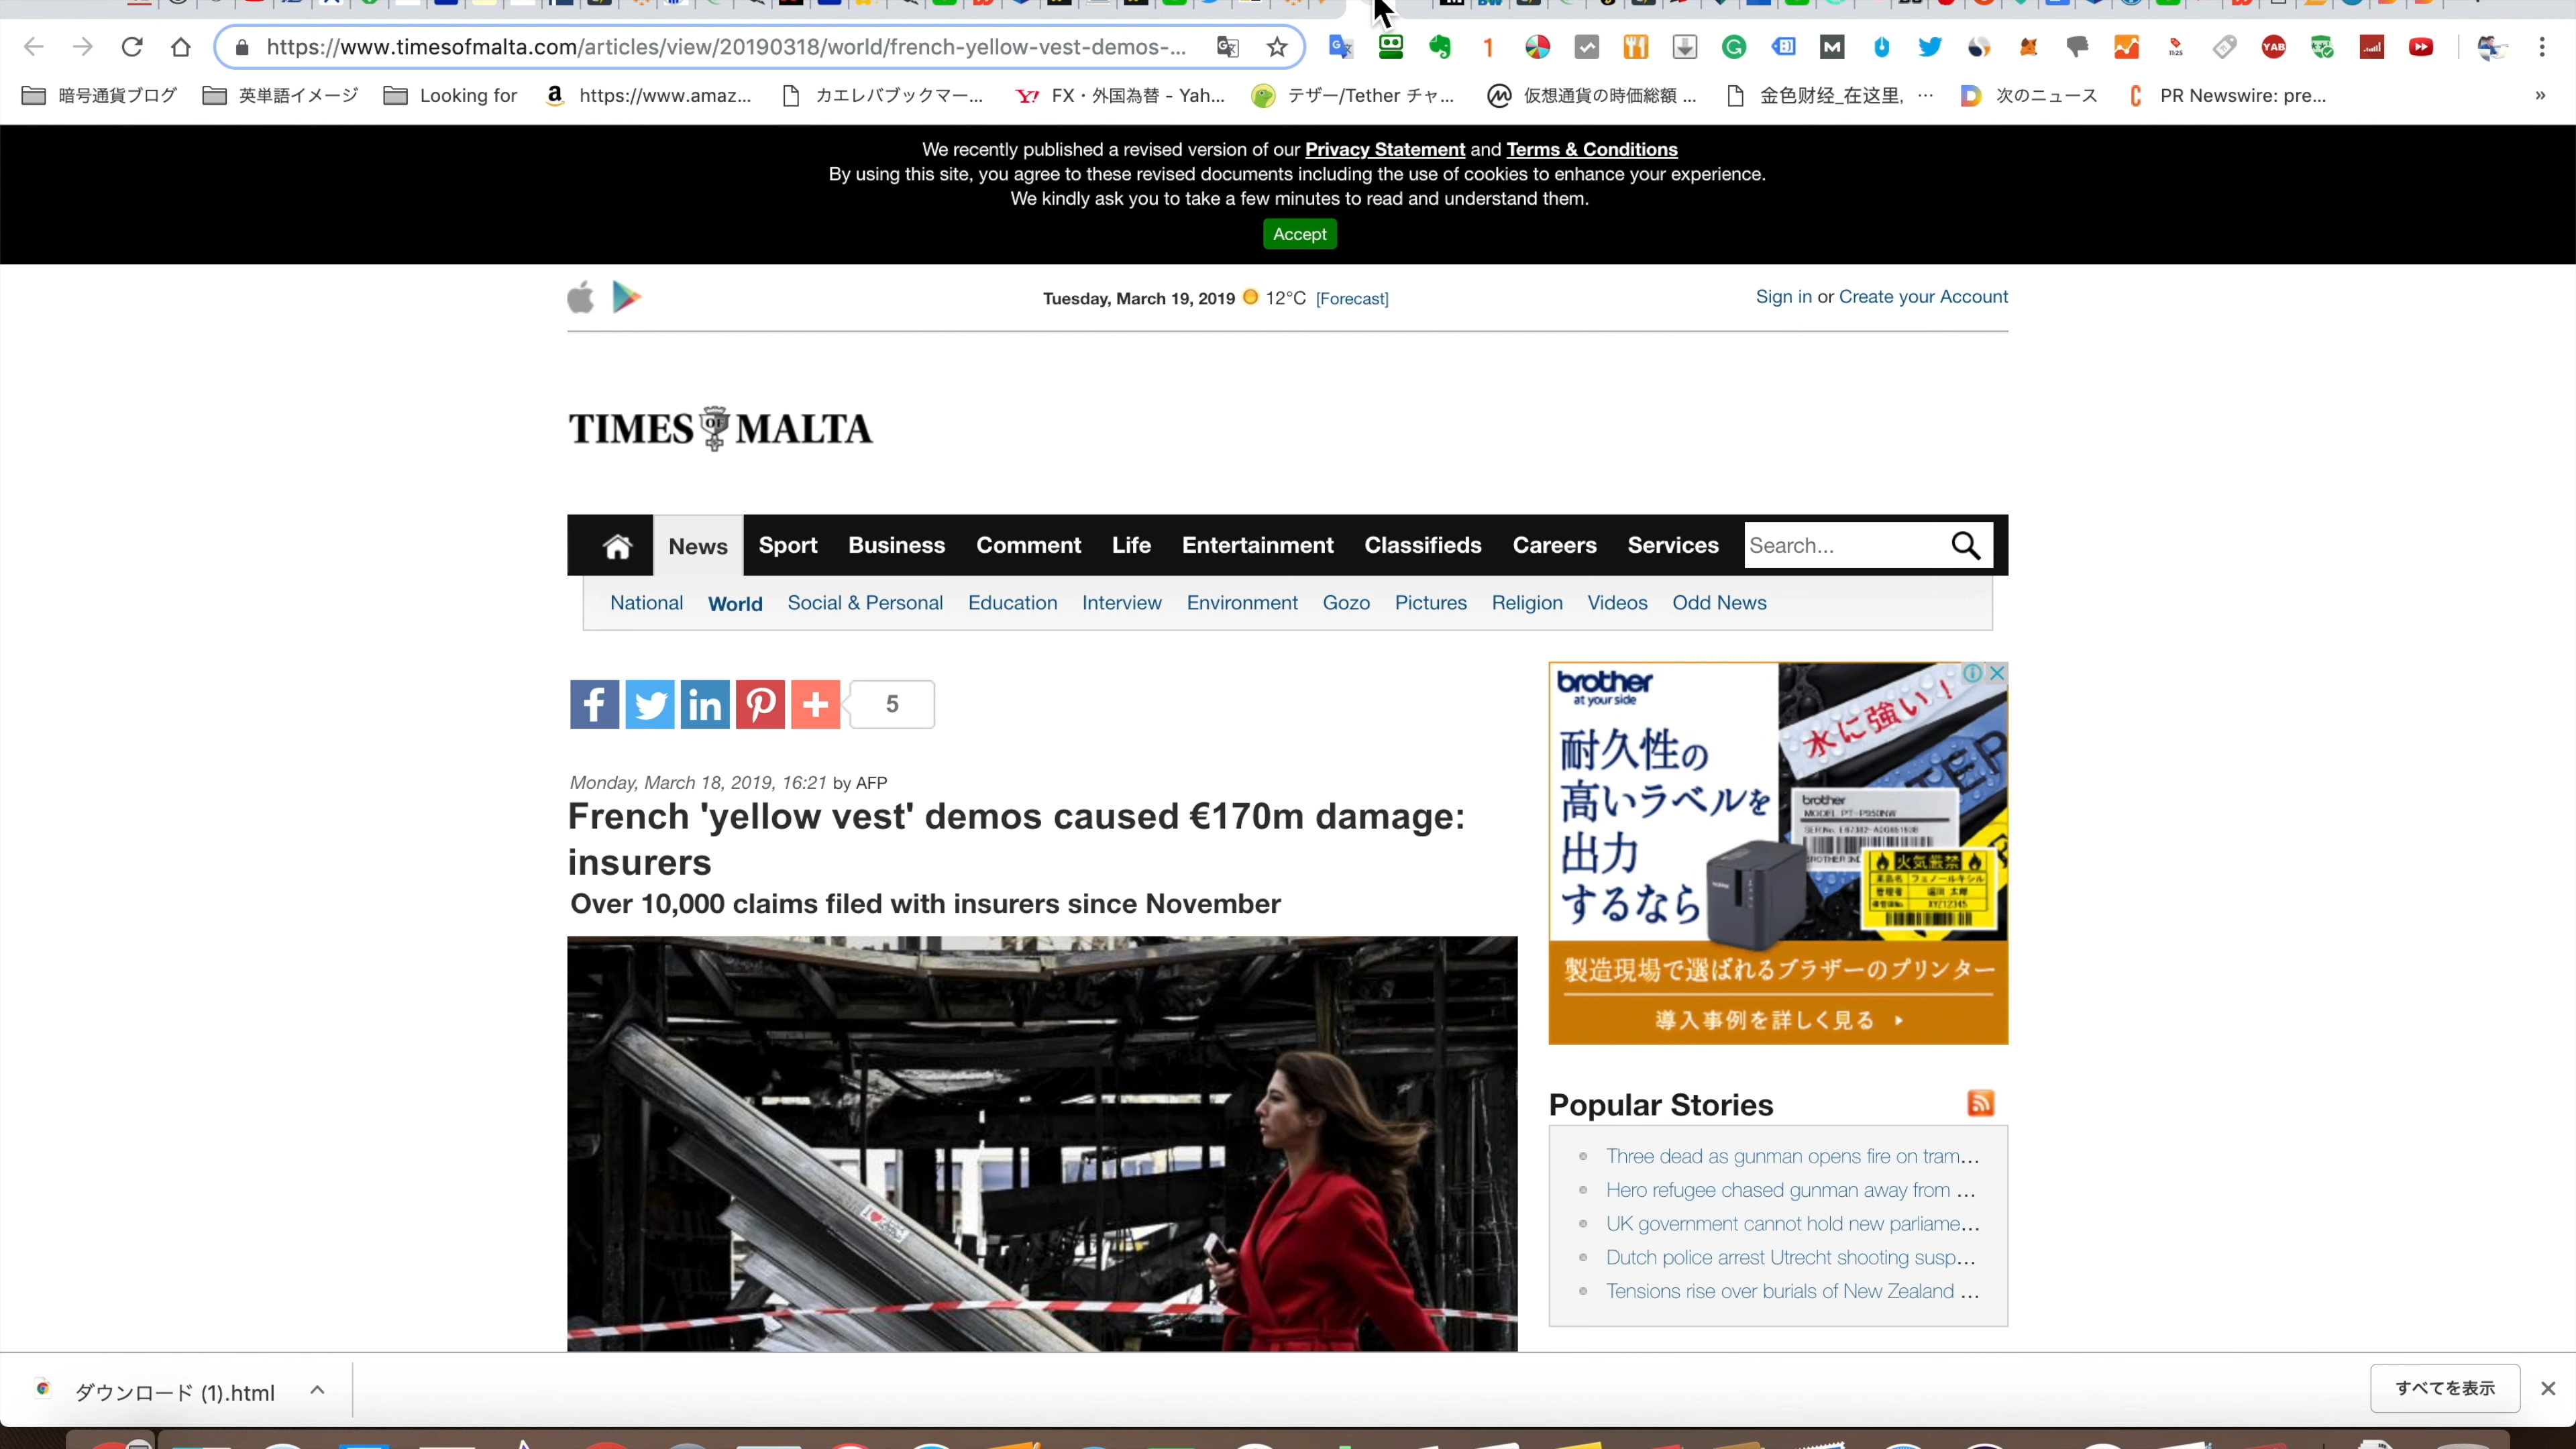 https://www.timesofmalta.com/articles/view/20190318/world/french-yellow-vest-demos-...
暗号通貨ブログ
英単語イメージ
Looking for
https://www.amaz...
カエレバブックマー...
FX・外国為替 - Yah...
テザー/Tether チャ...
仮想通貨の時価総額 ...
金色财经_在这里, ...
次のニュース
PR Newswire: pre...
»
We recently published a revised version of our Privacy Statement and Terms & Conditions
By using this site, you agree to these revised documents including the use of cookies to enhance your experience.
We kindly ask you to take a few minutes to read and understand them.
Accept
Tuesday, March 19, 2019 12°C [Forecast]
Sign in or Create your Account
TIMES OF MALTA
News Sport Business Comment Life Entertainment Classifieds Careers Services Search...
National World Social & Personal Education Interview Environment Gozo Pictures Religion Videos Odd News
5
Monday, March 18, 2019, 16:21 by AFP
French 'yellow vest' demos caused €170m damage:
insurers
Over 10,000 claims filed with insurers since November
brother
at your side
水に強い!
耐久性の
高いラベルを
出力
するなら
brother
火気厳禁
製造現場で選ばれるブラザーのプリンター
導入事例を詳しく見る
Popular Stories
Three dead as gunman opens fire on tram...
Hero refugee chased gunman away from ...
UK government cannot hold new parliame...
Dutch police arrest Utrecht shooting susp...
Tensions rise over burials of New Zealand ...
ダウンロード (1).html
すべてを表示